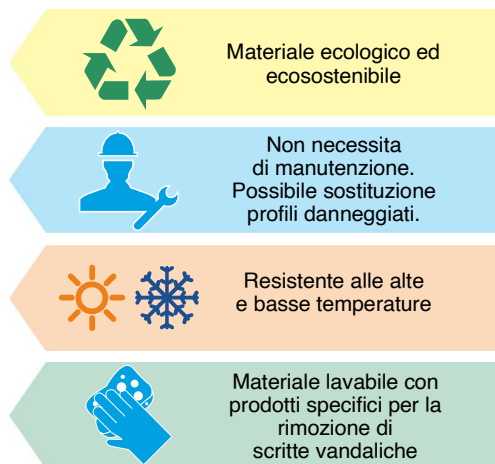 Materiale ecologico ed
ecosostenibile
Non necessita
di manutenzione.
Possibile sostituzione
profili danneggiati.
Resistente alle alte
e basse temperature
Materiale lavabile con
prodotti specifici per la
rimozione di
scritte vandaliche